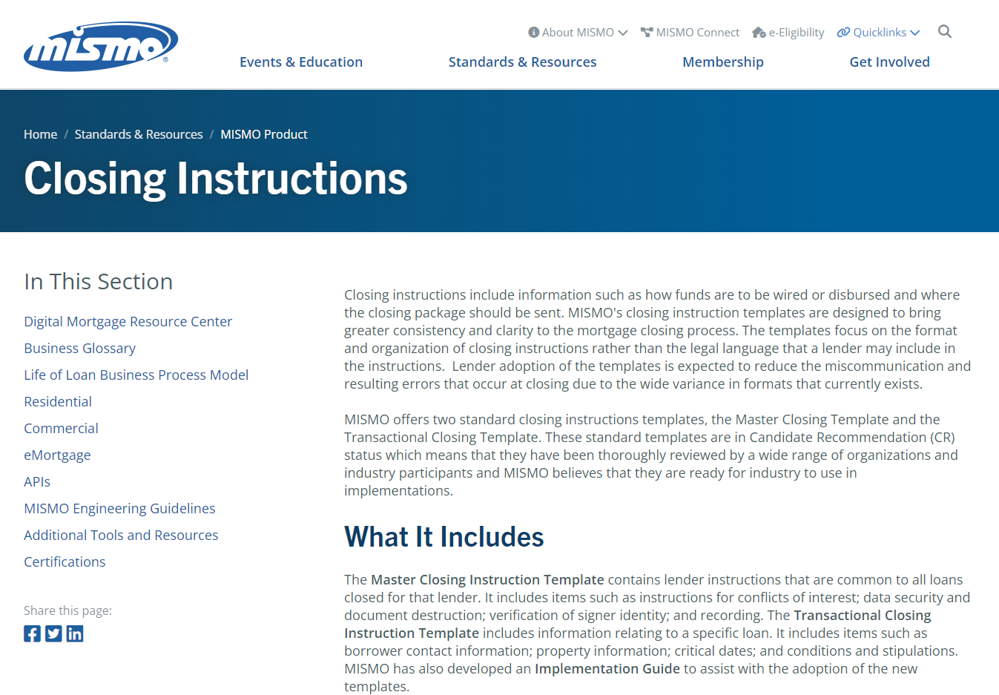 mismo®
About MISMO
MISMO Connect
e-Eligibility
Quicklinks
Events & Education
Standards & Resources
Membership
Get Involved
Home / Standards & Resources / MISMO Product
Closing Instructions
In This Section
Digital Mortgage Resource Center
Business Glossary
Life of Loan Business Process Model
Residential
Commercial
eMortgage
APIs
MISMO Engineering Guidelines
Additional Tools and Resources
Certifications
Share this page:
Closing instructions include information such as how funds are to be wired or disbursed and where
the closing package should be sent. MISMO's closing instruction templates are designed to bring
greater consistency and clarity to the mortgage closing process. The templates focus on the format
and organization of closing instructions rather than the legal language that a lender may include in
the instructions.  Lender adoption of the templates is expected to reduce the miscommunication and
resulting errors that occur at closing due to the wide variance in formats that currently exists.
MISMO offers two standard closing instructions templates, the Master Closing Template and the
Transactional Closing Template. These standard templates are in Candidate Recommendation (CR)
status which means that they have been thoroughly reviewed by a wide range of organizations and
industry participants and MISMO believes that they are ready for industry to use in
implementations.
What It Includes
The Master Closing Instruction Template contains lender instructions that are common to all loans
closed for that lender. It includes items such as instructions for conflicts of interest; data security and
document destruction; verification of signer identity; and recording. The Transactional Closing
Instruction Template includes information relating to a specific loan. It includes items such as
borrower contact information; property information; critical dates; and conditions and stipulations.
MISMO has also developed an Implementation Guide to assist with the adoption of the new
templates.